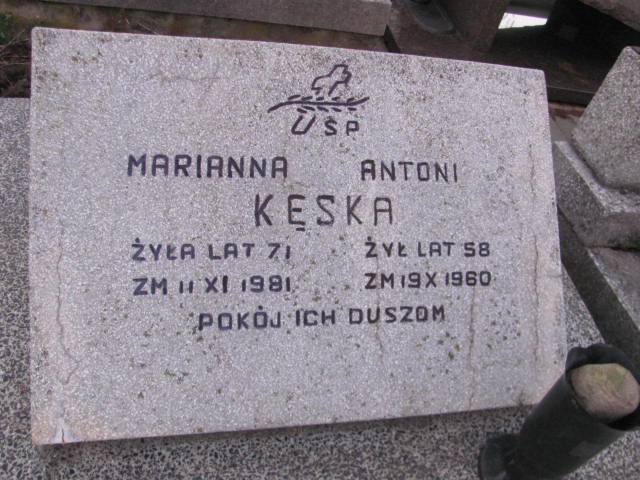 Ś P
MARIANNA ANTONI
KĘSKA
ŻYŁA LAT 71 ŻYŁ LAT 58
ZM 11 XI 1981 ZM 19 X 1960
POKÓJ ICH DUSZOM